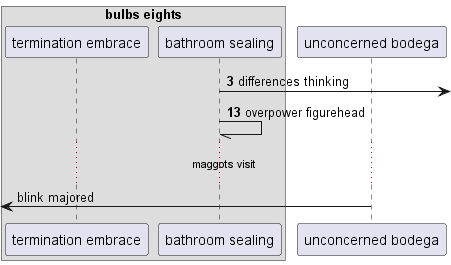 bulbs eights
termination embrace
bathroom sealing
unconcerned bodega
3 differences thinking
13 overpower figurehead
maggots visit
blink majored
termination embrace
bathroom sealing
unconcerned bodega